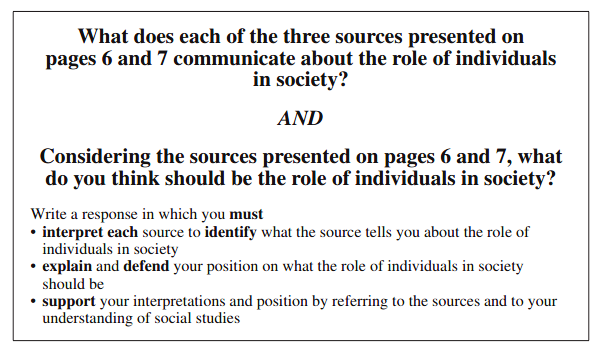 What does each of the three sources presented on
pages 6 and 7 communicate about the role of individuals
in society?
AND
Considering the sources presented on pages 6 and 7, what
do you think should be the role of individuals in society?
Write a response in which you must
• interpret each source to identify what the source tells you about the role of
individuals in society
• explain and defend your position on what the role of individuals in society
should be
• support your interpretations and position by referring to the sources and to your
understanding of social studies